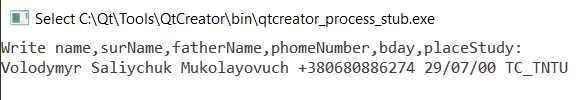 Select C:\Qt\Tools\QtCreator\bin\qtcreator_process_stub.exe
Write name,surName,fatherName,phomeNumber,bday,placeStudy:
Volodymyr Saliychuk Mukolayovuch +380680886274 29/07/00 TC_TNTU